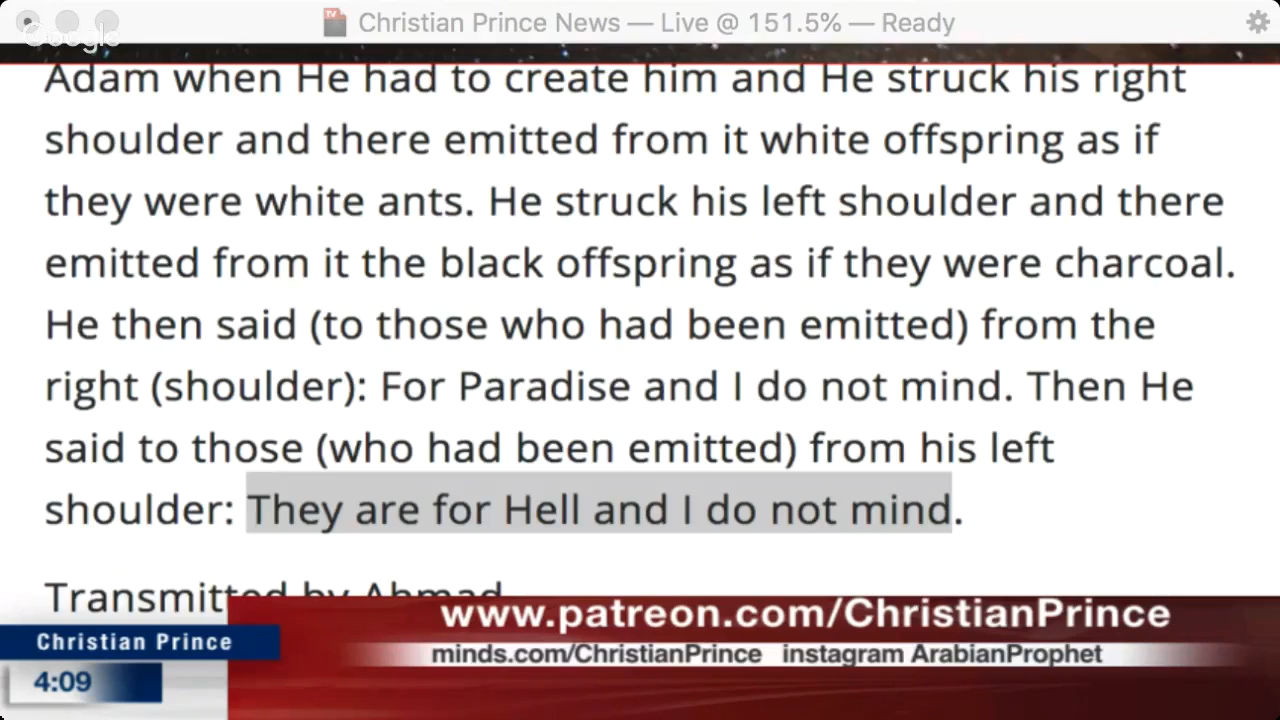 Christian Prince News — Live @ 151.5% — Ready
Google
Adam when He had to create him and He struck his right
shoulder and there emitted from it white offspring as if
they were white ants. He struck his left shoulder and there
emitted from it the black offspring as if they were charcoal.
He then said (to those who had been emitted) from the
right (shoulder): For Paradise and I do not mind. Then He
said to those (who had been emitted) from his left
shoulder: They are for Hell and I do not mind.
Transmitted by Ahmad
www.patreon.com/ChristianPrince
Christian Prince
minds.com/ChristianPrince instagram ArabianProphet
4:09